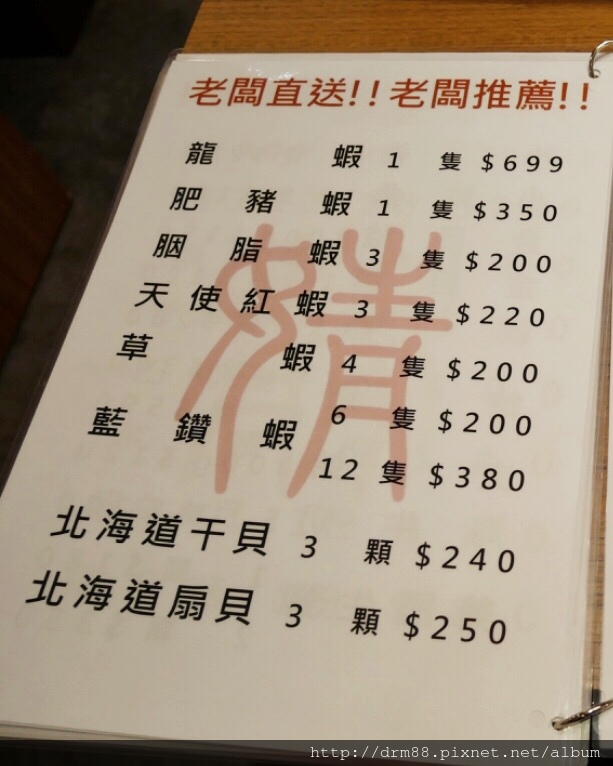 老闆直送!!老闆推薦!!
龍蝦 1 隻 $699
肥豬蝦 1 隻 $350
胭脂蝦 3 隻 $200
天使紅蝦 3 隻 $220
草蝦 4 隻 $200
藍鑽蝦 6 隻 $200
12 隻 $380
北海道干貝 3 顆 $240
北海道扇貝 3 顆 $250
http://drm88.pixnet.net/album